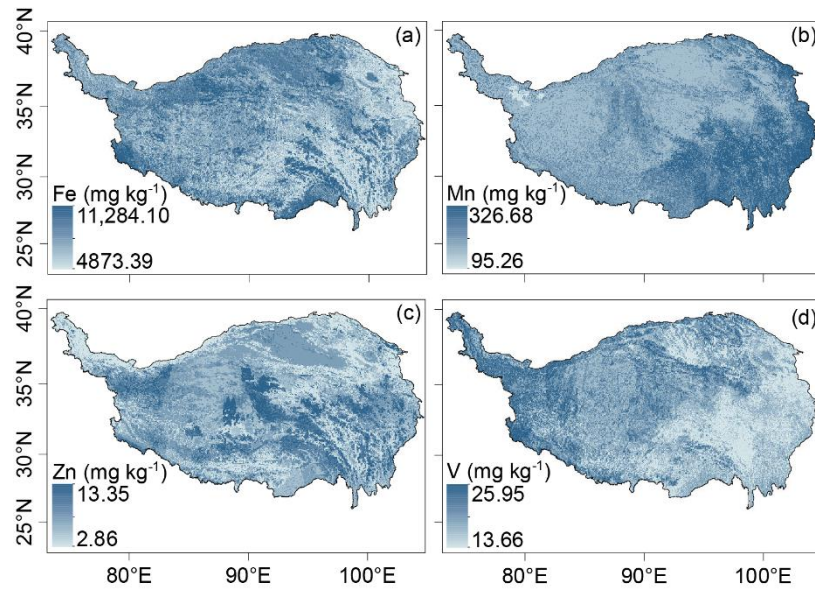 40°N
35°N
30°N
25°N
(a)
Fe (mg kg⁻¹)
11,284.10
4873.39
(b)
Mn (mg kg⁻¹)
326.68
95.26
40°N
35°N
30°N
25°N
(c)
Zn (mg kg⁻¹)
13.35
2.86
(d)
V (mg kg⁻¹)
25.95
13.66
80°E 90°E 100°E 80°E 90°E 100°E